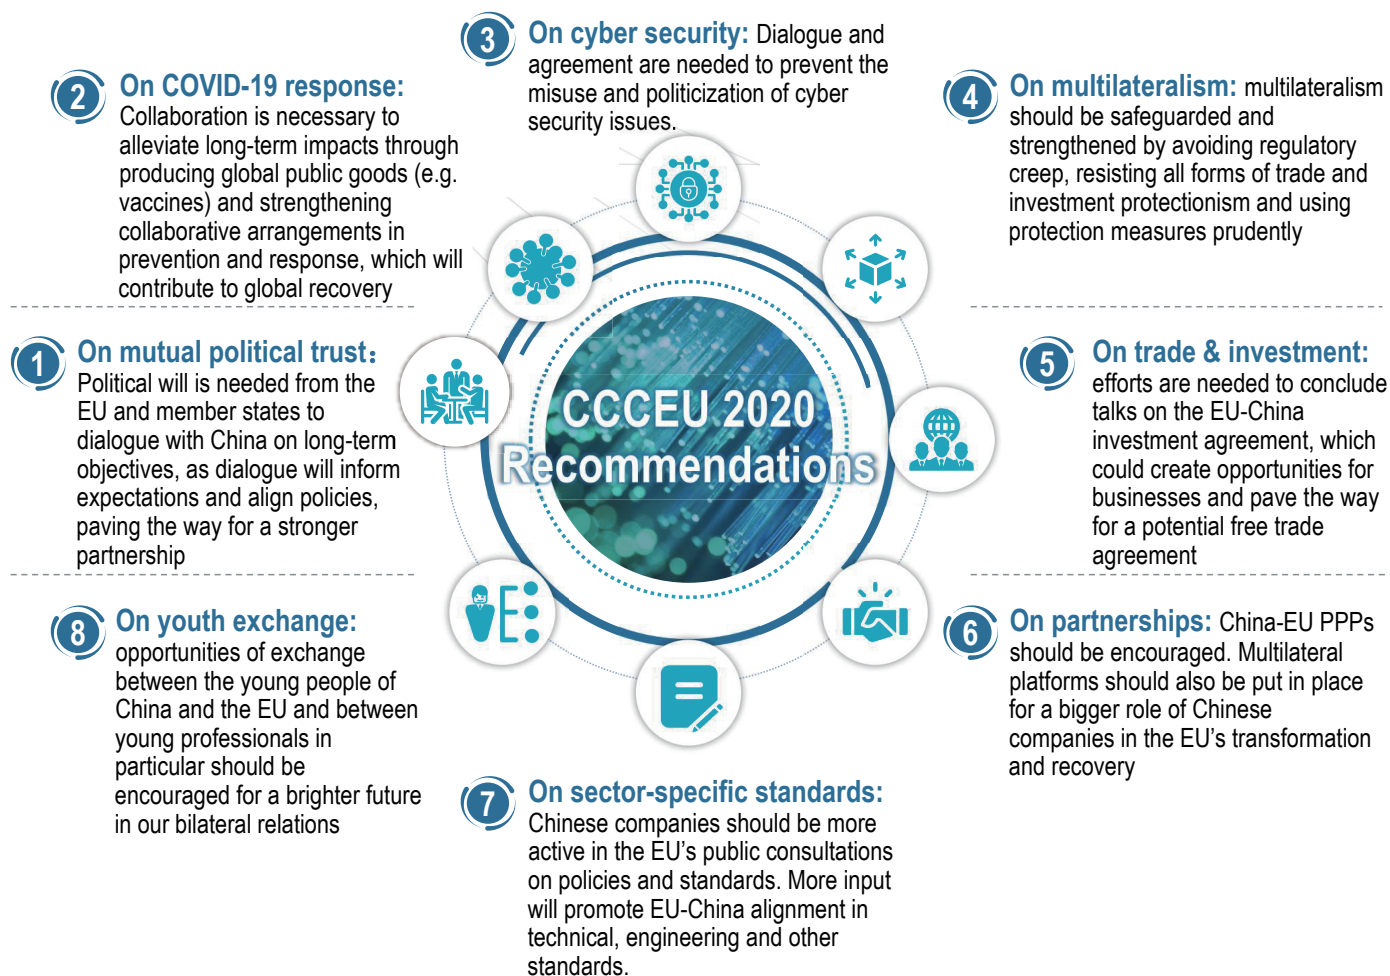 CCCEU 2020
Recommendations
1
On mutual political trust：
Political will is needed from the
EU and member states to
dialogue with China on long-term
objectives, as dialogue will inform
expectations and align policies,
paving the way for a stronger
partnership
2
On COVID-19 response:
Collaboration is necessary to
alleviate long-term impacts through
producing global public goods (e.g.
vaccines) and strengthening
collaborative arrangements in
prevention and response, which will
contribute to global recovery
3
On cyber security: Dialogue and
agreement are needed to prevent the
misuse and politicization of cyber
security issues.
4
On multilateralism: multilateralism
should be safeguarded and
strengthened by avoiding regulatory
creep, resisting all forms of trade and
investment protectionism and using
protection measures prudently
5
On trade & investment:
efforts are needed to conclude
talks on the EU-China
investment agreement, which
could create opportunities for
businesses and pave the way
for a potential free trade
agreement
6
On partnerships: China-EU PPPs
should be encouraged. Multilateral
platforms should also be put in place
for a bigger role of Chinese
companies in the EU’s transformation
and recovery
7
On sector-specific standards:
Chinese companies should be more
active in the EU’s public consultations
on policies and standards. More input
will promote EU-China alignment in
technical, engineering and other
standards.
8
On youth exchange:
opportunities of exchange
between the young people of
China and the EU and between
young professionals in
particular should be
encouraged for a brighter future
in our bilateral relations